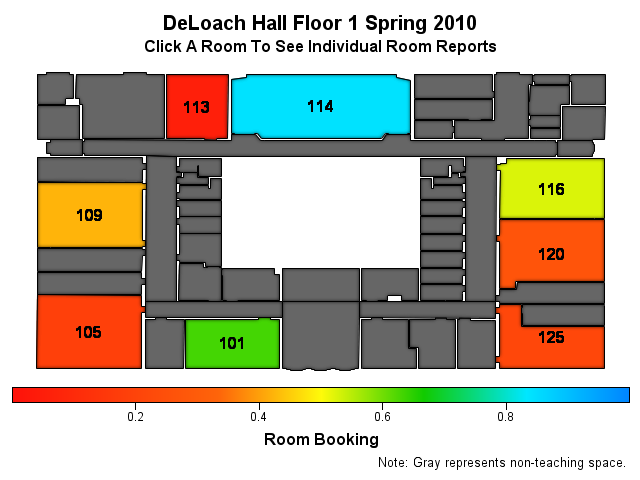 DeLoach Hall Floor 1 Spring 2010
Click A Room To See Individual Room Reports
113
114
116
109
120
105
101
125
0.2 0.4 0.6 0.8
Room Booking
Note: Gray represents non-teaching space.